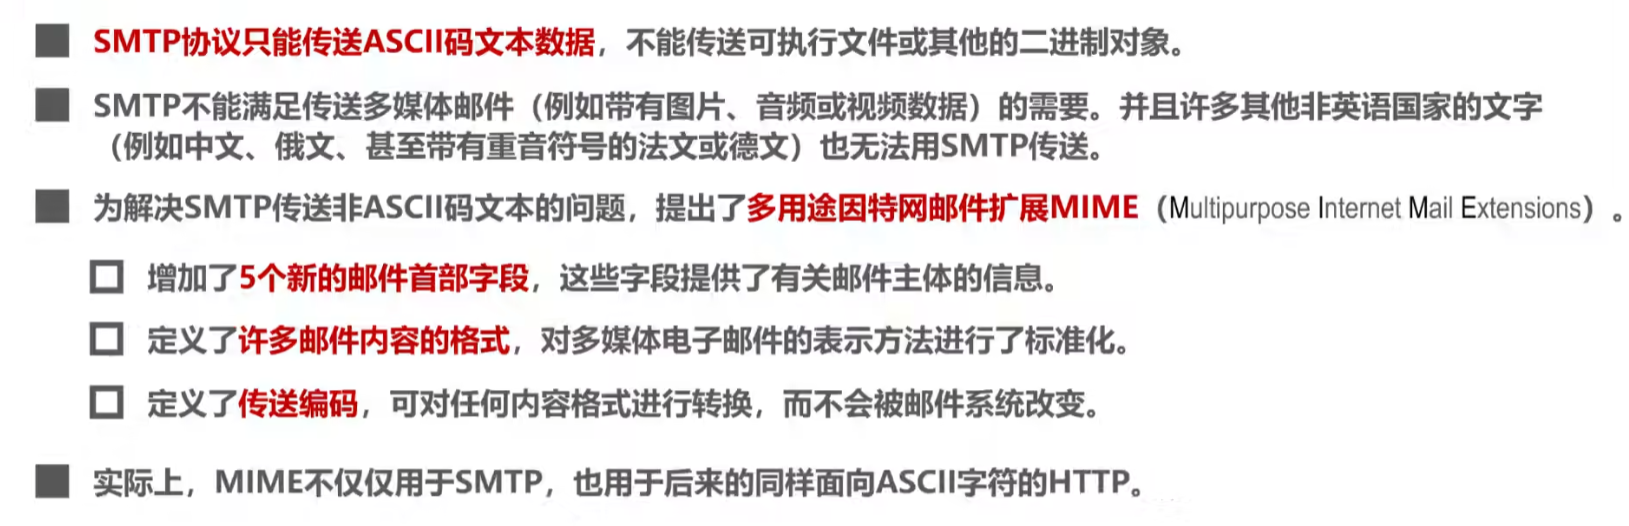 SMTP协议只能传送ASCII码文本数据，不能传送可执行文件或其他的二进制对象。
SMTP不能满足传送多媒体邮件（例如带有图片、音频或视频数据）的需要。并且许多其他非英语国家的文字
（例如中文、俄文、甚至带有重音符号的法文或德文）也无法用SMTP传送。
为解决SMTP传送非ASCII码文本的问题，提出了多用途因特网邮件扩展MIME（Multipurpose Internet Mail Extensions）。
增加了5个新的邮件首部字段，这些字段提供了有关邮件主体的信息。
定义了许多邮件内容的格式，对多媒体电子邮件的表示方法进行了标准化。
定义了传送编码，可对任何内容格式进行转换，而不会被邮件系统改变。
实际上，MIME不仅仅用于SMTP，也用于后来的同样面向ASCII字符的HTTP。